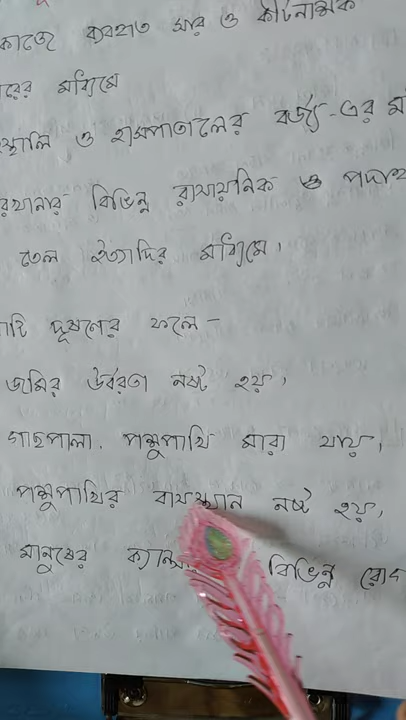 কাজে ব্যবহৃত সার ও কীটনাশক
মাধ্যমে
ও হাসপাতালের বর্জ্য-এর
বিভিন্ন রাসায়নিক ও পদার্থ
তেল ইত্যাদির মাধ্যমে।
দূষণের ফলে-
জমির উর্বরতা নষ্ট হয়,
গাছপালা, পশুপাখি মারা যায়,
পশুপাখির বাসস্থান নষ্ট হয়,
মানুষের বিভিন্ন রোগ